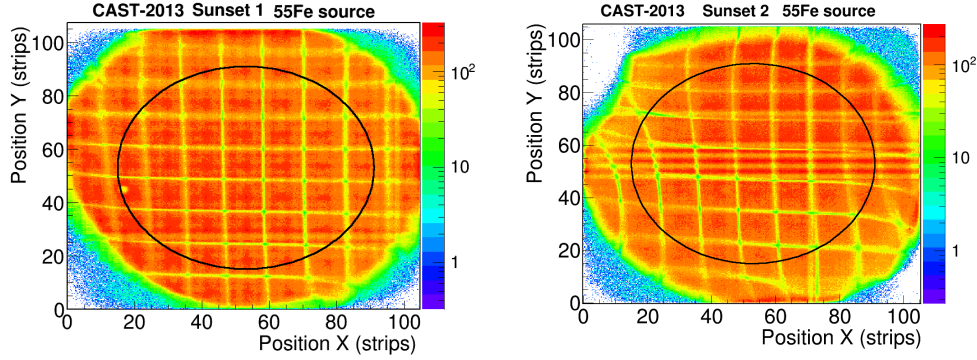 CAST-2013 Sunset 1 55Fe source
Position Y (strips)
100
80
60
40
20
0
0 20 40 60 80 100
Position X (strips)
10²
10
1
CAST-2013 Sunset 2 55Fe source
Position Y (strips)
100
80
60
40
20
0
0 20 40 60 80 100
Position X (strips)
10²
10
1